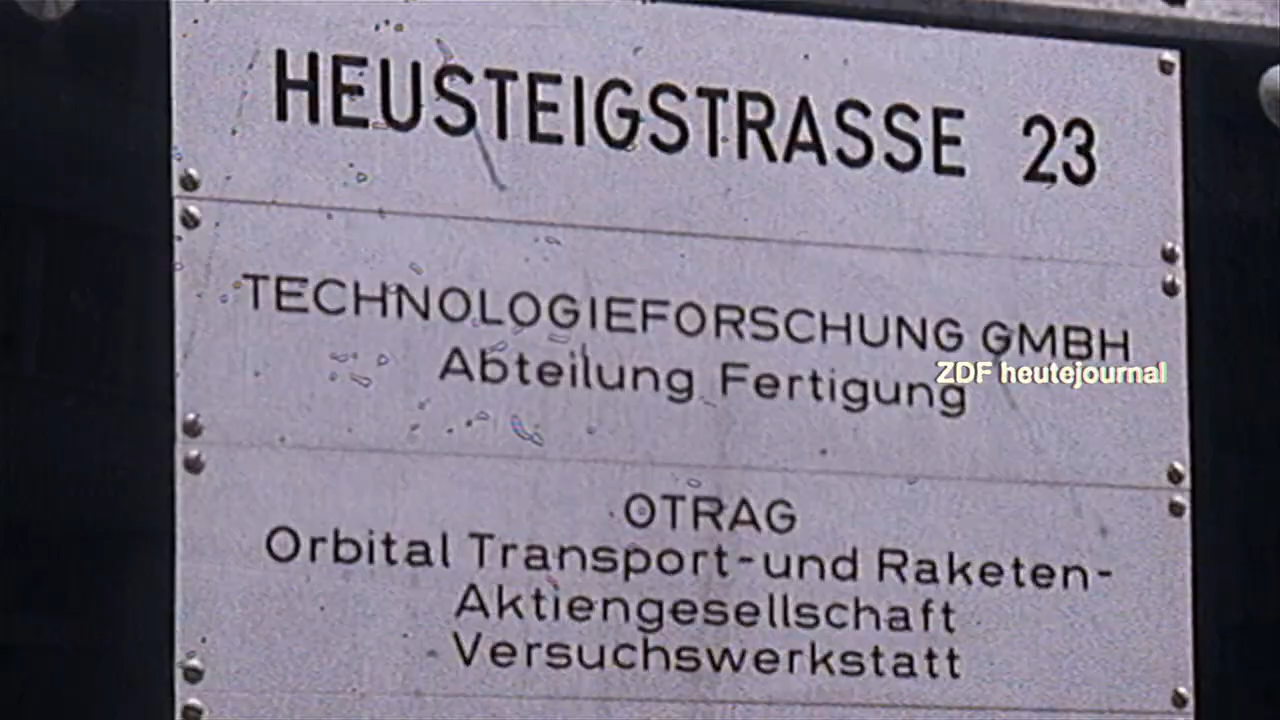 HEUSTEIGSTRASSE 23
TECHNOLOGIEFORSCHUNG GMBH
Abteilung Fertigung
ZDF heutejournal
OTRAG
Orbital Transport-und Raketen-
Aktiengesellschaft
Versuchswerkstatt